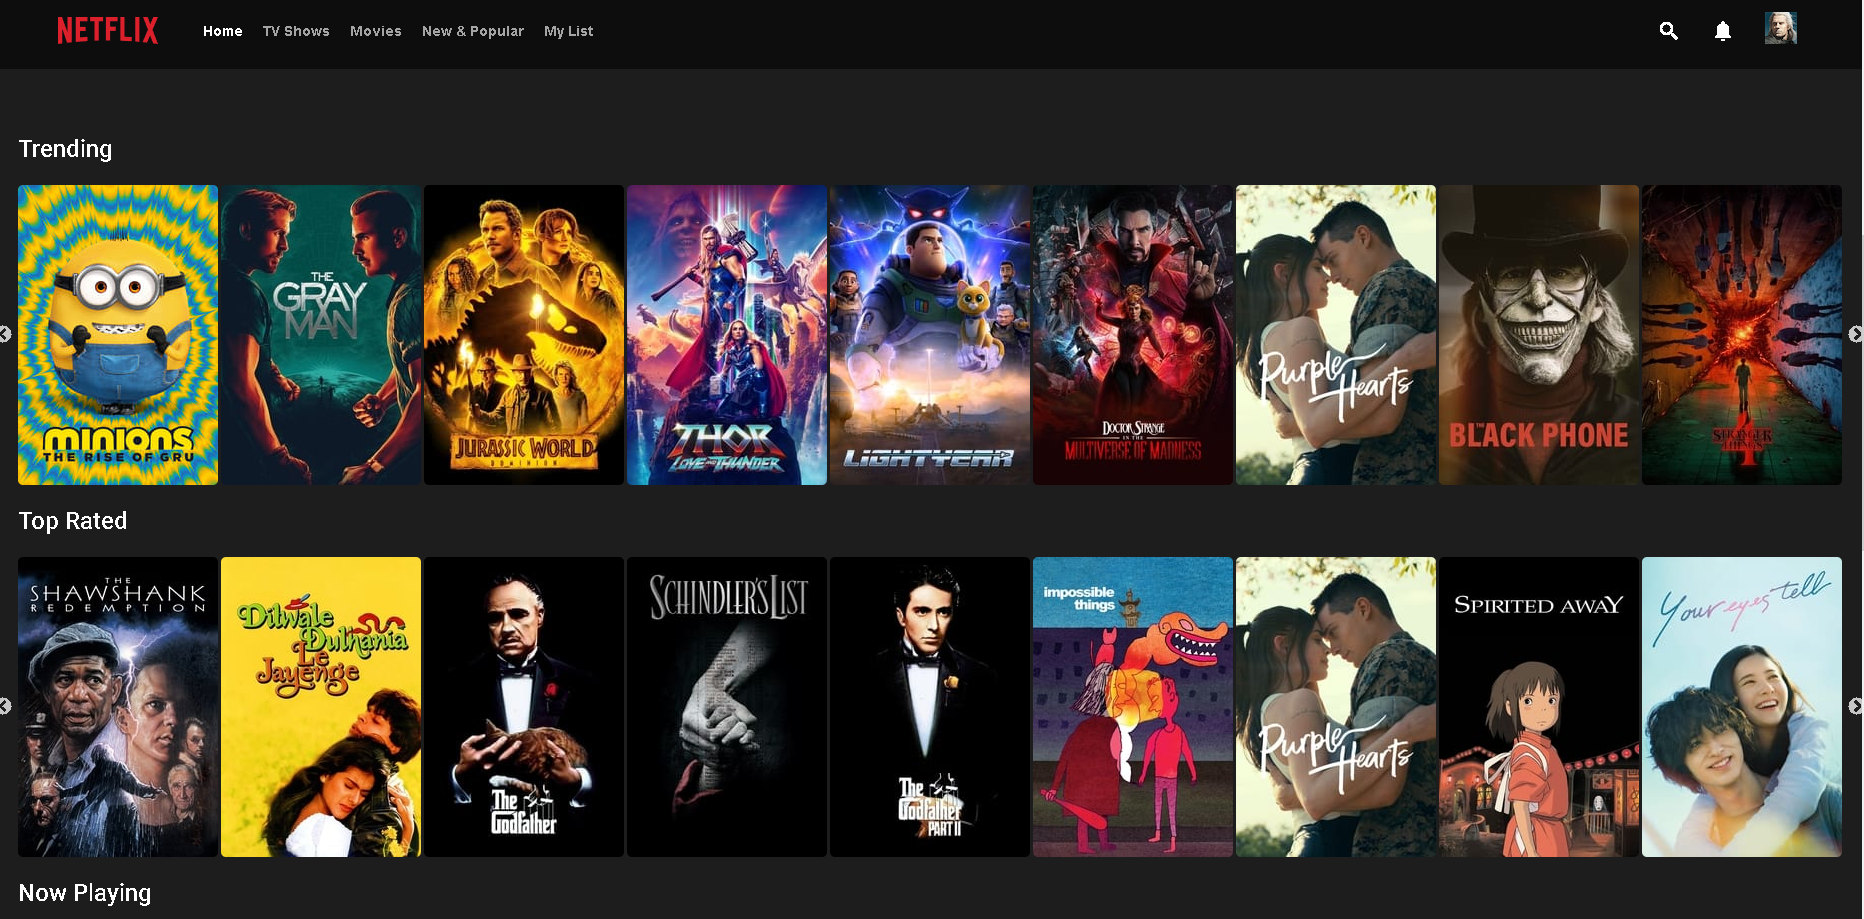 NETFLIX
Home
TV Shows
Movies
New & Popular
My List
Trending
MINIONS
THE RISE OF GRU
THE
GRAY
MAN
JURASSIC WORLD
DOMINION
THOR
LOVE AND THUNDER
LIGHTYEAR
DOCTOR STRANGE
IN THE
MULTIVERSE OF MADNESS
Purple
Hearts
THE
BLACK PHONE
STRANGER
THINGS
4
Top Rated
THE
SHAWSHANK
REDEMPTION
Dilwale
Dulhania
Le
Jayenge
The
Godfather
SCHINDLER'S LIST
The
Godfather
PART II
impossible
things
Purple
Hearts
SPIRITED AWAY
Your eyes tell
Now Playing